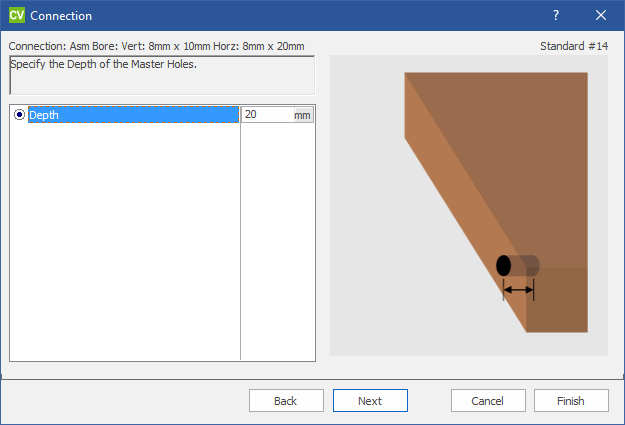 CV Connection ?
Connection: Asm Bore: Vert: 8mm x 10mm Horz: 8mm x 20mm Standard #14
Specify the Depth of the Master Holes.
Depth 20 mm
Back Next Cancel Finish